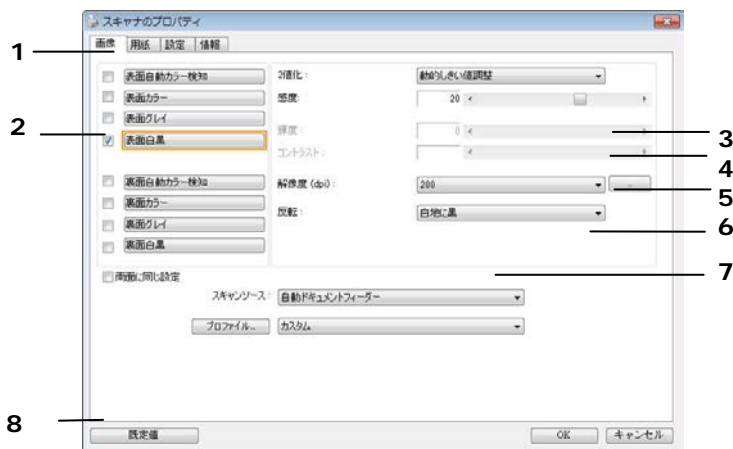 スキャナのプロパティ
画像 用紙 設定 情報
1
表面自動カラー検知 2値化: 動的しきい値調整
表面カラー 感度: 20
表面グレイ
2 表面白黒 輝度: 0 3
コントラスト: 4
裏面自動カラー検知 解像度 (dpi): 200 5
裏面カラー 反転: 白地に黒
裏面グレイ 6
裏面白黒
両面に同じ設定 7
スキャンソース: 自動ドキュメントフィーダー
プロファイル... カスタム
8
既定値 OK キャンセル